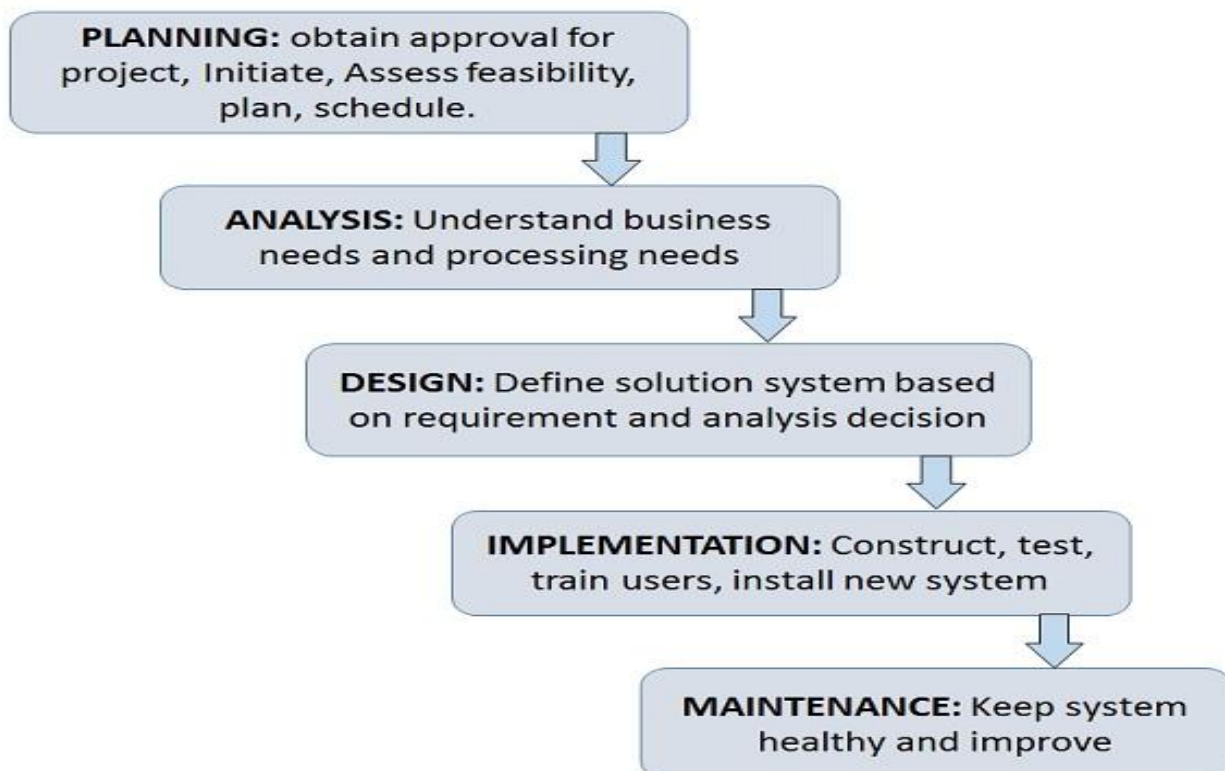 PLANNING: obtain approval for
project, Initiate, Assess feasibility,
plan, schedule.
ANALYSIS: Understand business
needs and processing needs
DESIGN: Define solution system based
on requirement and analysis decision
IMPLEMENTATION: Construct, test,
train users, install new system
MAINTENANCE: Keep system
healthy and improve